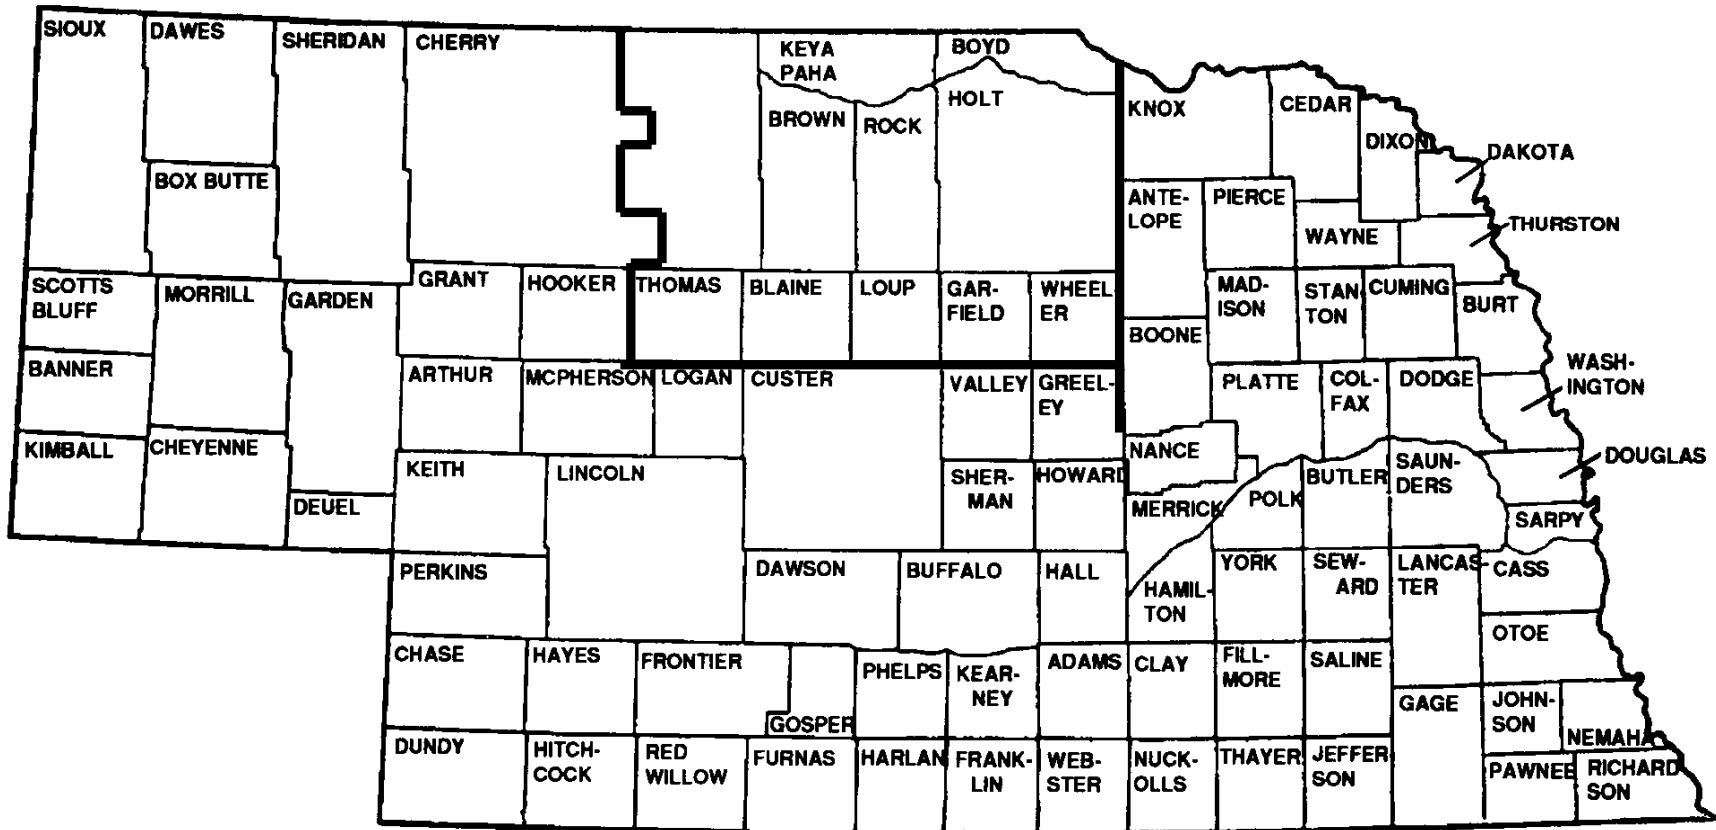 SIOUX
DAWES
SHERIDAN
CHERRY
KEYA
PAHA
BOYD
BROWN
ROCK
HOLT
KNOX
CEDAR
DIXON
DAKOTA
BOX BUTTE
ANTE-
LOPE
PIERCE
WAYNE
THURSTON
SCOTTS
BLUFF
MORRILL
GARDEN
GRANT
HOOKER
THOMAS
BLAINE
LOUP
GAR-
FIELD
WHEEL-
ER
MAD-
ISON
STAN
TON
CUMING
BURT
BOONE
BANNER
ARTHUR
MCPHERSON
LOGAN
CUSTER
VALLEY
GREEL-
EY
PLATTE
COL-
FAX
DODGE
WASH-
INGTON
KIMBALL
CHEYENNE
KEITH
LINCOLN
SHER-
MAN
HOWARD
NANCE
MERRICK
POLK
BUTLER
SAUN-
DERS
DOUGLAS
DEUEL
SARPY
PERKINS
DAWSON
BUFFALO
HALL
HAMIL-
TON
YORK
SEW-
ARD
LANCAS-
TER
CASS
OTOE
CHASE
HAYES
FRONTIER
GOSPER
PHELPS
KEAR-
NEY
ADAMS
CLAY
FILL-
MORE
SALINE
GAGE
JOHN-
SON
NEMAHA
DUNDY
HITCH-
COCK
RED
WILLOW
FURNAS
HARLAN
FRANK-
LIN
WEB-
STER
NUCK-
OLLS
THAYER
JEFFER
SON
PAWNEE
RICHARD
SON